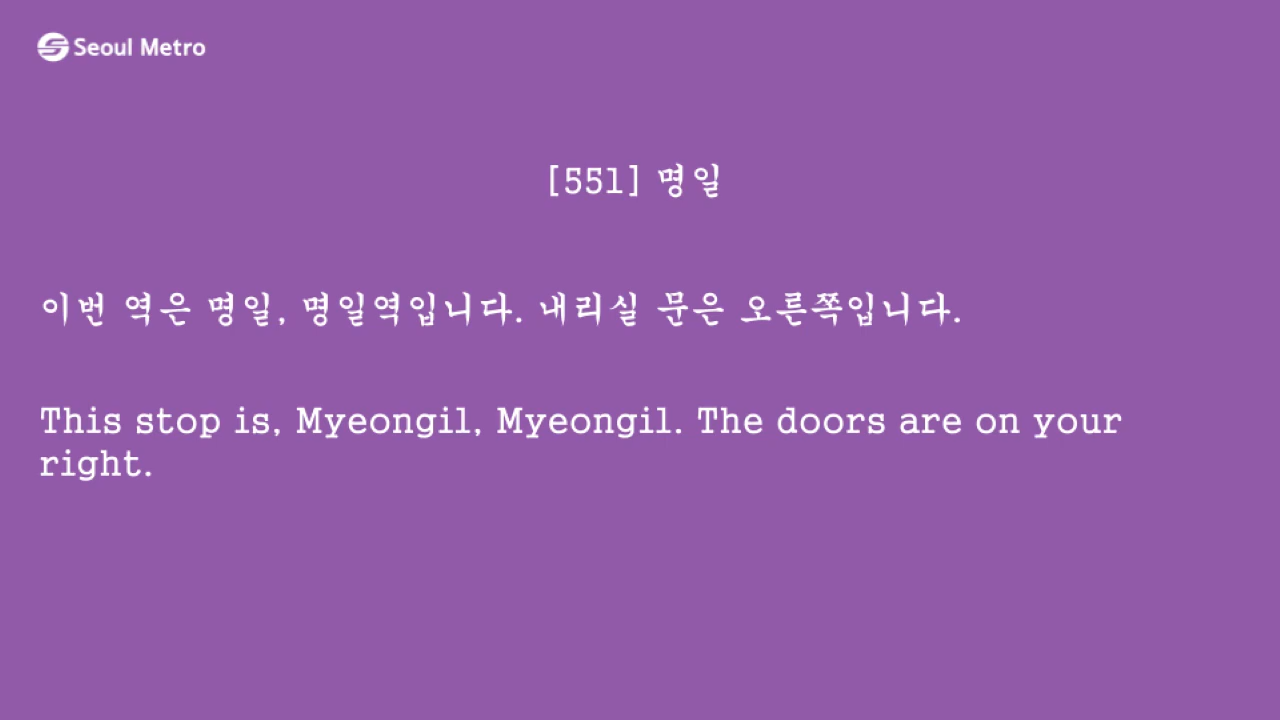 Seoul Metro
[551] 명일
이번 역은 명일, 명일역입니다. 내리실 문은 오른쪽입니다.
This stop is, Myeongil, Myeongil. The doors are on your
right.